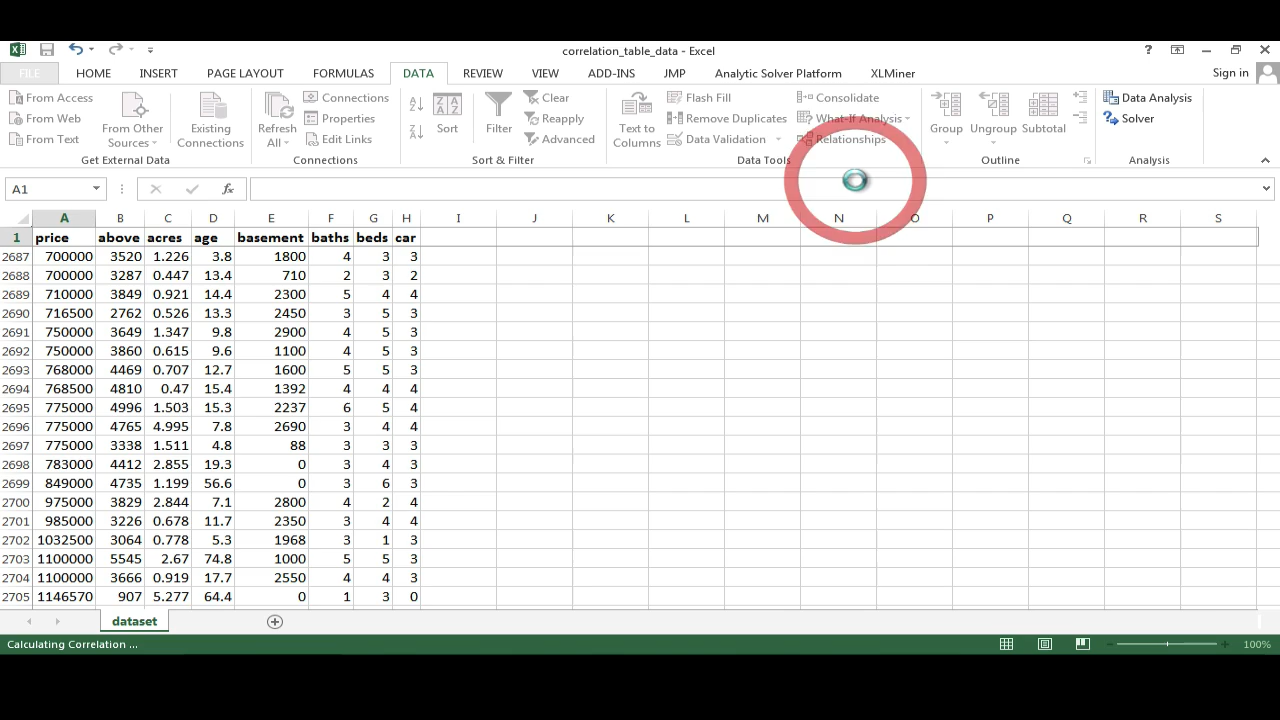 correlation_table_data - Excel
FILE HOME INSERT PAGE LAYOUT FORMULAS DATA REVIEW VIEW ADD-INS JMP Analytic Solver Platform XLMiner Sign in
From Access
From Web
From Text
From Other Sources
Existing Connections
Get External Data
Refresh All
Connections
Properties
Edit Links
Connections
Sort
Filter
Clear
Reapply
Advanced
Sort & Filter
Text to Columns
Flash Fill
Remove Duplicates
Data Validation
Consolidate
What-If Analysis
Relationships
Data Tools
Group
Ungroup
Subtotal
Outline
Data Analysis
Solver
Analysis
A1 fx
A B C D E F G H I J K L M N O P Q R S
1 price above acres age basement baths beds car
2687 700000 3520 1.226 3.8 1800 4 3 3
2688 700000 3287 0.447 13.4 710 2 3 2
2689 710000 3849 0.921 14.4 2300 5 4 4
2690 716500 2762 0.526 13.3 2450 3 5 3
2691 750000 3649 1.347 9.8 2900 4 5 3
2692 750000 3860 0.615 9.6 1100 4 5 3
2693 768000 4469 0.707 12.7 1600 5 5 3
2694 768500 4810 0.47 15.4 1392 4 4 4
2695 775000 4996 1.503 15.3 2237 6 5 4
2696 775000 4765 4.995 7.8 2690 3 4 4
2697 775000 3338 1.511 4.8 88 3 3 3
2698 783000 4412 2.855 19.3 0 3 4 3
2699 849000 4735 1.199 56.6 0 3 6 3
2700 975000 3829 2.844 7.1 2800 4 2 4
2701 985000 3226 0.678 11.7 2350 3 4 4
2702 1032500 3064 0.778 5.3 1968 3 1 3
2703 1100000 5545 2.67 74.8 1000 5 5 3
2704 1100000 3666 0.919 17.7 2550 4 4 3
2705 1146570 907 5.277 64.4 0 1 3 0
dataset
Calculating Correlation ... 100%